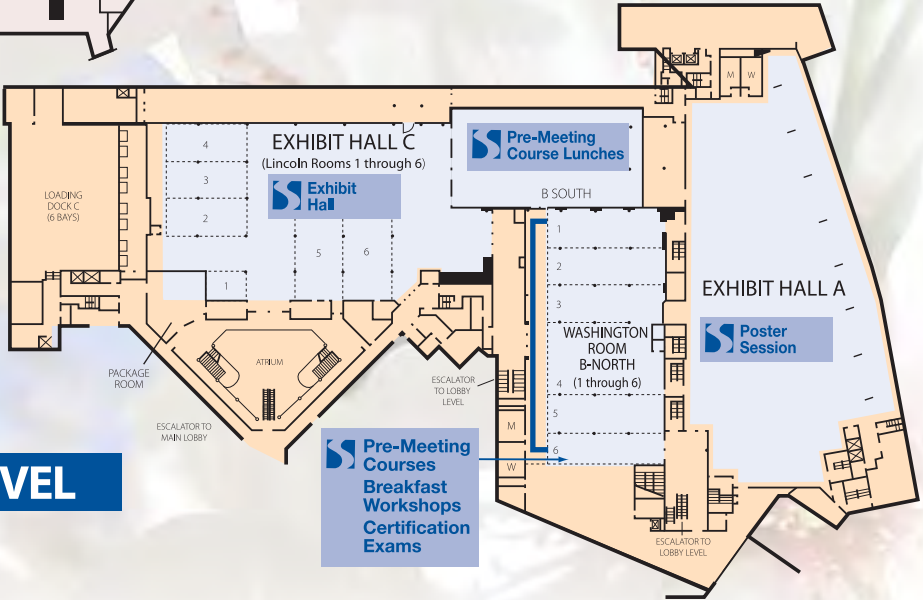 M W
EXHIBIT HALL C
(Lincoln Rooms 1 through 6)
Exhibit
Hall
4
3
2
1
5
6
Pre-Meeting
Course Lunches
B SOUTH
LOADING
DOCK C
(6 BAYS)
PACKAGE
ROOM
ATRIUM
ESCALATOR TO
MAIN LOBBY
ESCALATOR
TO LOBBY
LEVEL
M
W
1
2
3
WASHINGTON
ROOM
B-NORTH
(1 through 6)
4
5
6
EXHIBIT HALL A
Poster
Session
Pre-Meeting
Courses
Breakfast
Workshops
Certification
Exams
ESCALATOR TO
LOBBY LEVEL
VEL